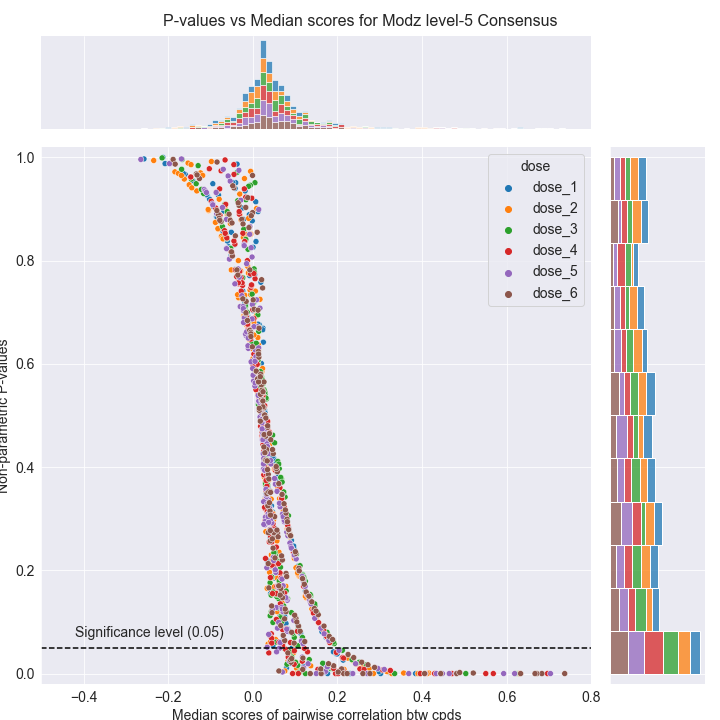 P-values vs Median scores for Modz level-5 Consensus
1.0
0.8
0.6
0.4
0.2
0.0
Non-parametric P-values
dose
dose_1
dose_2
dose_3
dose_4
dose_5
dose_6
Significance level (0.05)
−0.4
−0.2
0.0
0.2
0.4
0.6
0.8
Median scores of pairwise correlation btw cpds